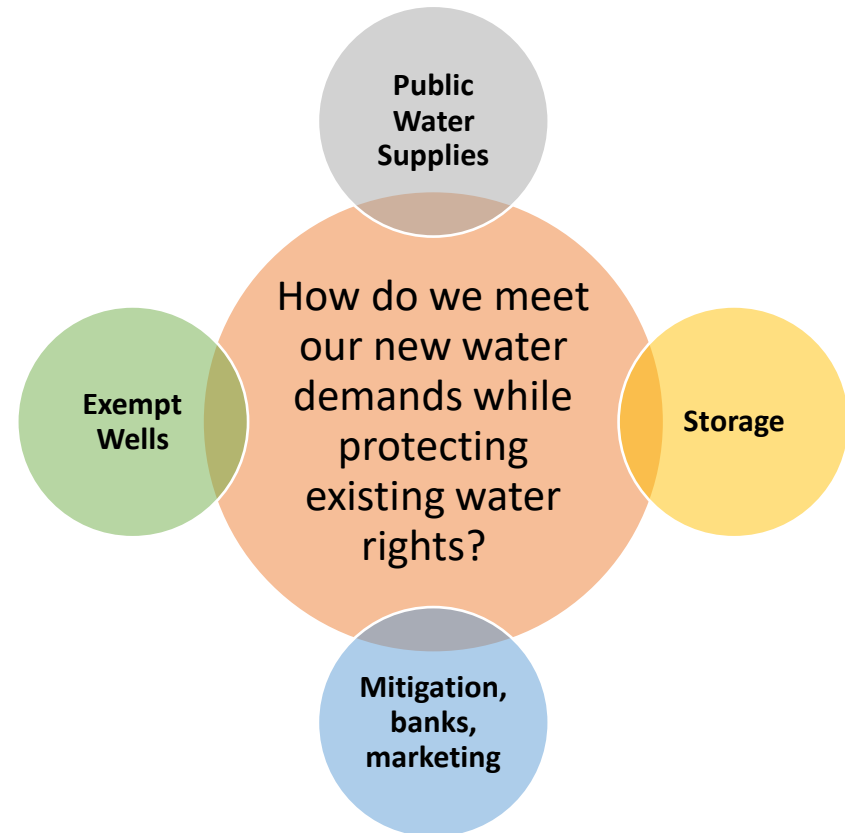 Public
Water
Supplies
How do we meet
our new water
demands while
protecting
existing water
rights?
Exempt
Wells
Storage
Mitigation,
banks,
marketing